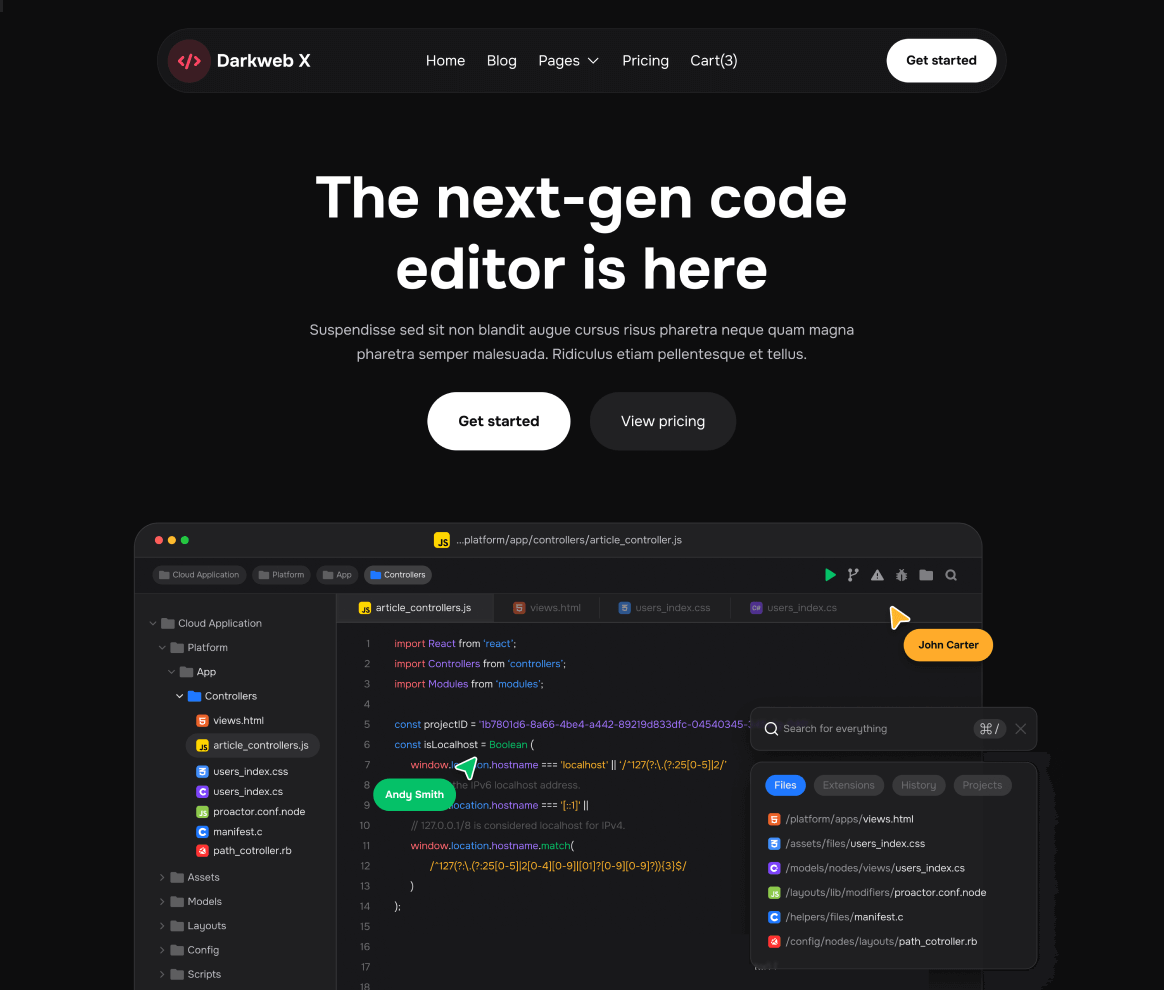 Darkweb X
Home
Blog
Pages
Pricing
Cart(3)
Get started
The next-gen code
editor is here
Suspendisse sed sit non blandit augue cursus risus pharetra neque quam magna
pharetra semper malesuada. Ridiculus etiam pellentesque et tellus.
Get started
View pricing
JS ...platform/app/controllers/article_controller.js
Cloud Application
Platform
App
Controllers
Cloud Application
Platform
App
Controllers
views.html
JS article_controllers.js
users_index.css
C users_index.cs
JS proactor.conf.node
C manifest.c
path_cotroller.rb
Assets
Models
Layouts
Config
Scripts
JS article_controllers.js
5 views.html
users_index.css
C# users_index.cs
John Carter
1 import React from 'react';
2 import Controllers from 'controllers';
3 import Modules from 'modules';
4
5 const projectID = '1b7801d6-8a66-4be4-a442-89219d833dfc-04540345-
6 const isLocalhost = Boolean (
7 window.location.hostname === 'localhost' || '/^127(?:\.(?:25[0-5]|2/'
8 the IPv6 localhost address.
Andy Smith
9 location.hostname === '[::1]' ||
10 // 127.0.0.1/8 is considered localhost for IPv4.
11 window.location.hostname.match(
12 /^127(?:\.(?:25[0-5]|2[0-4][0-9]|[01]?[0-9][0-9]?)){3}$/
13 )
14 );
15
16
17
18
Search for everything ⌘/
Files
Extensions
History
Projects
5 /platform/apps/views.html
/assets/files/users_index.css
C /models/nodes/views/users_index.cs
JS /layouts/lib/modifiers/proactor.conf.node
C /helpers/files/manifest.c
/config/nodes/layouts/path_cotroller.rb